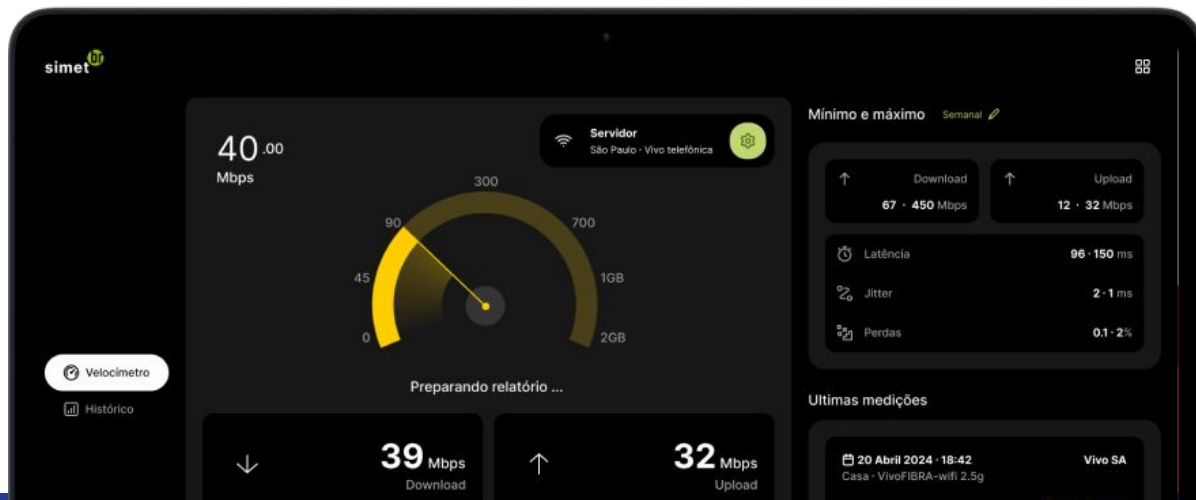 simet br
40.00
Mbps
Servidor
São Paulo - Vivo telefônica
300
90
700
45
1GB
0
2GB
Preparando relatório ...
39 Mbps
Download
32 Mbps
Upload
Velocímetro
Histórico
Mínimo e máximo Semanal
Download
67 · 450 Mbps
Upload
12 · 32 Mbps
Latência 96 · 150 ms
Jitter 2 · 1 ms
Perdas 0.1 · 2%
Ultimas medições
20 Abril 2024 · 18:42 Vivo SA
Casa · VivoFIBRA-wifi 2.5g